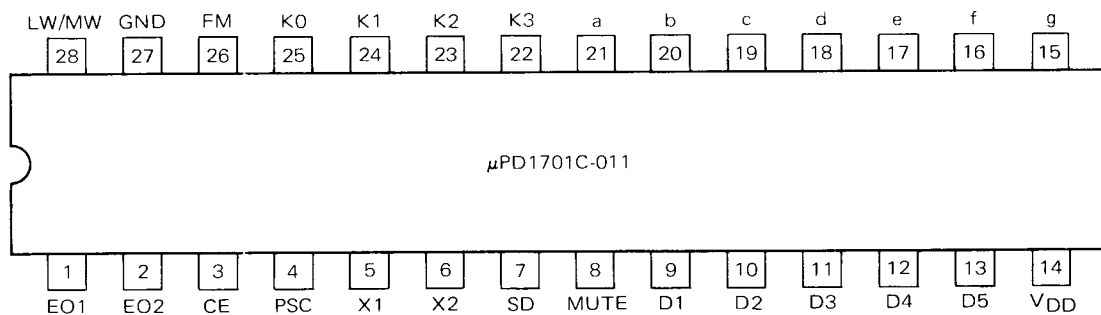 LW/MW GND FM K0 K1 K2 K3 a b c d e f g
28 27 26 25 24 23 22 21 20 19 18 17 16 15
μPD1701C-011
1 2 3 4 5 6 7 8 9 10 11 12 13 14
EO1 EO2 CE PSC X1 X2 SD MUTE D1 D2 D3 D4 D5 VDD